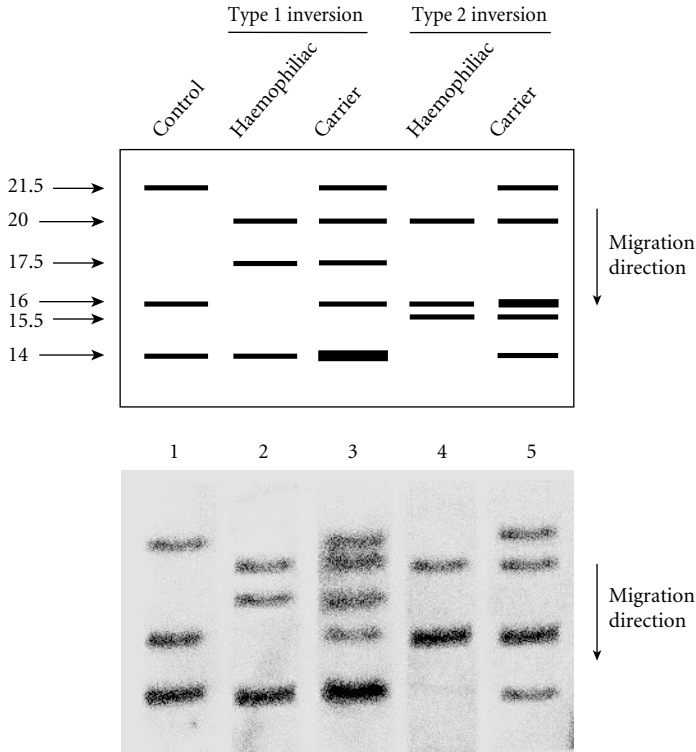 Type 1 inversion
Type 2 inversion
Control
Haemophiliac
Carrier
Haemophiliac
Carrier
21.5
20
17.5
16
15.5
14
Migration
direction
1 2 3 4 5
Migration
direction